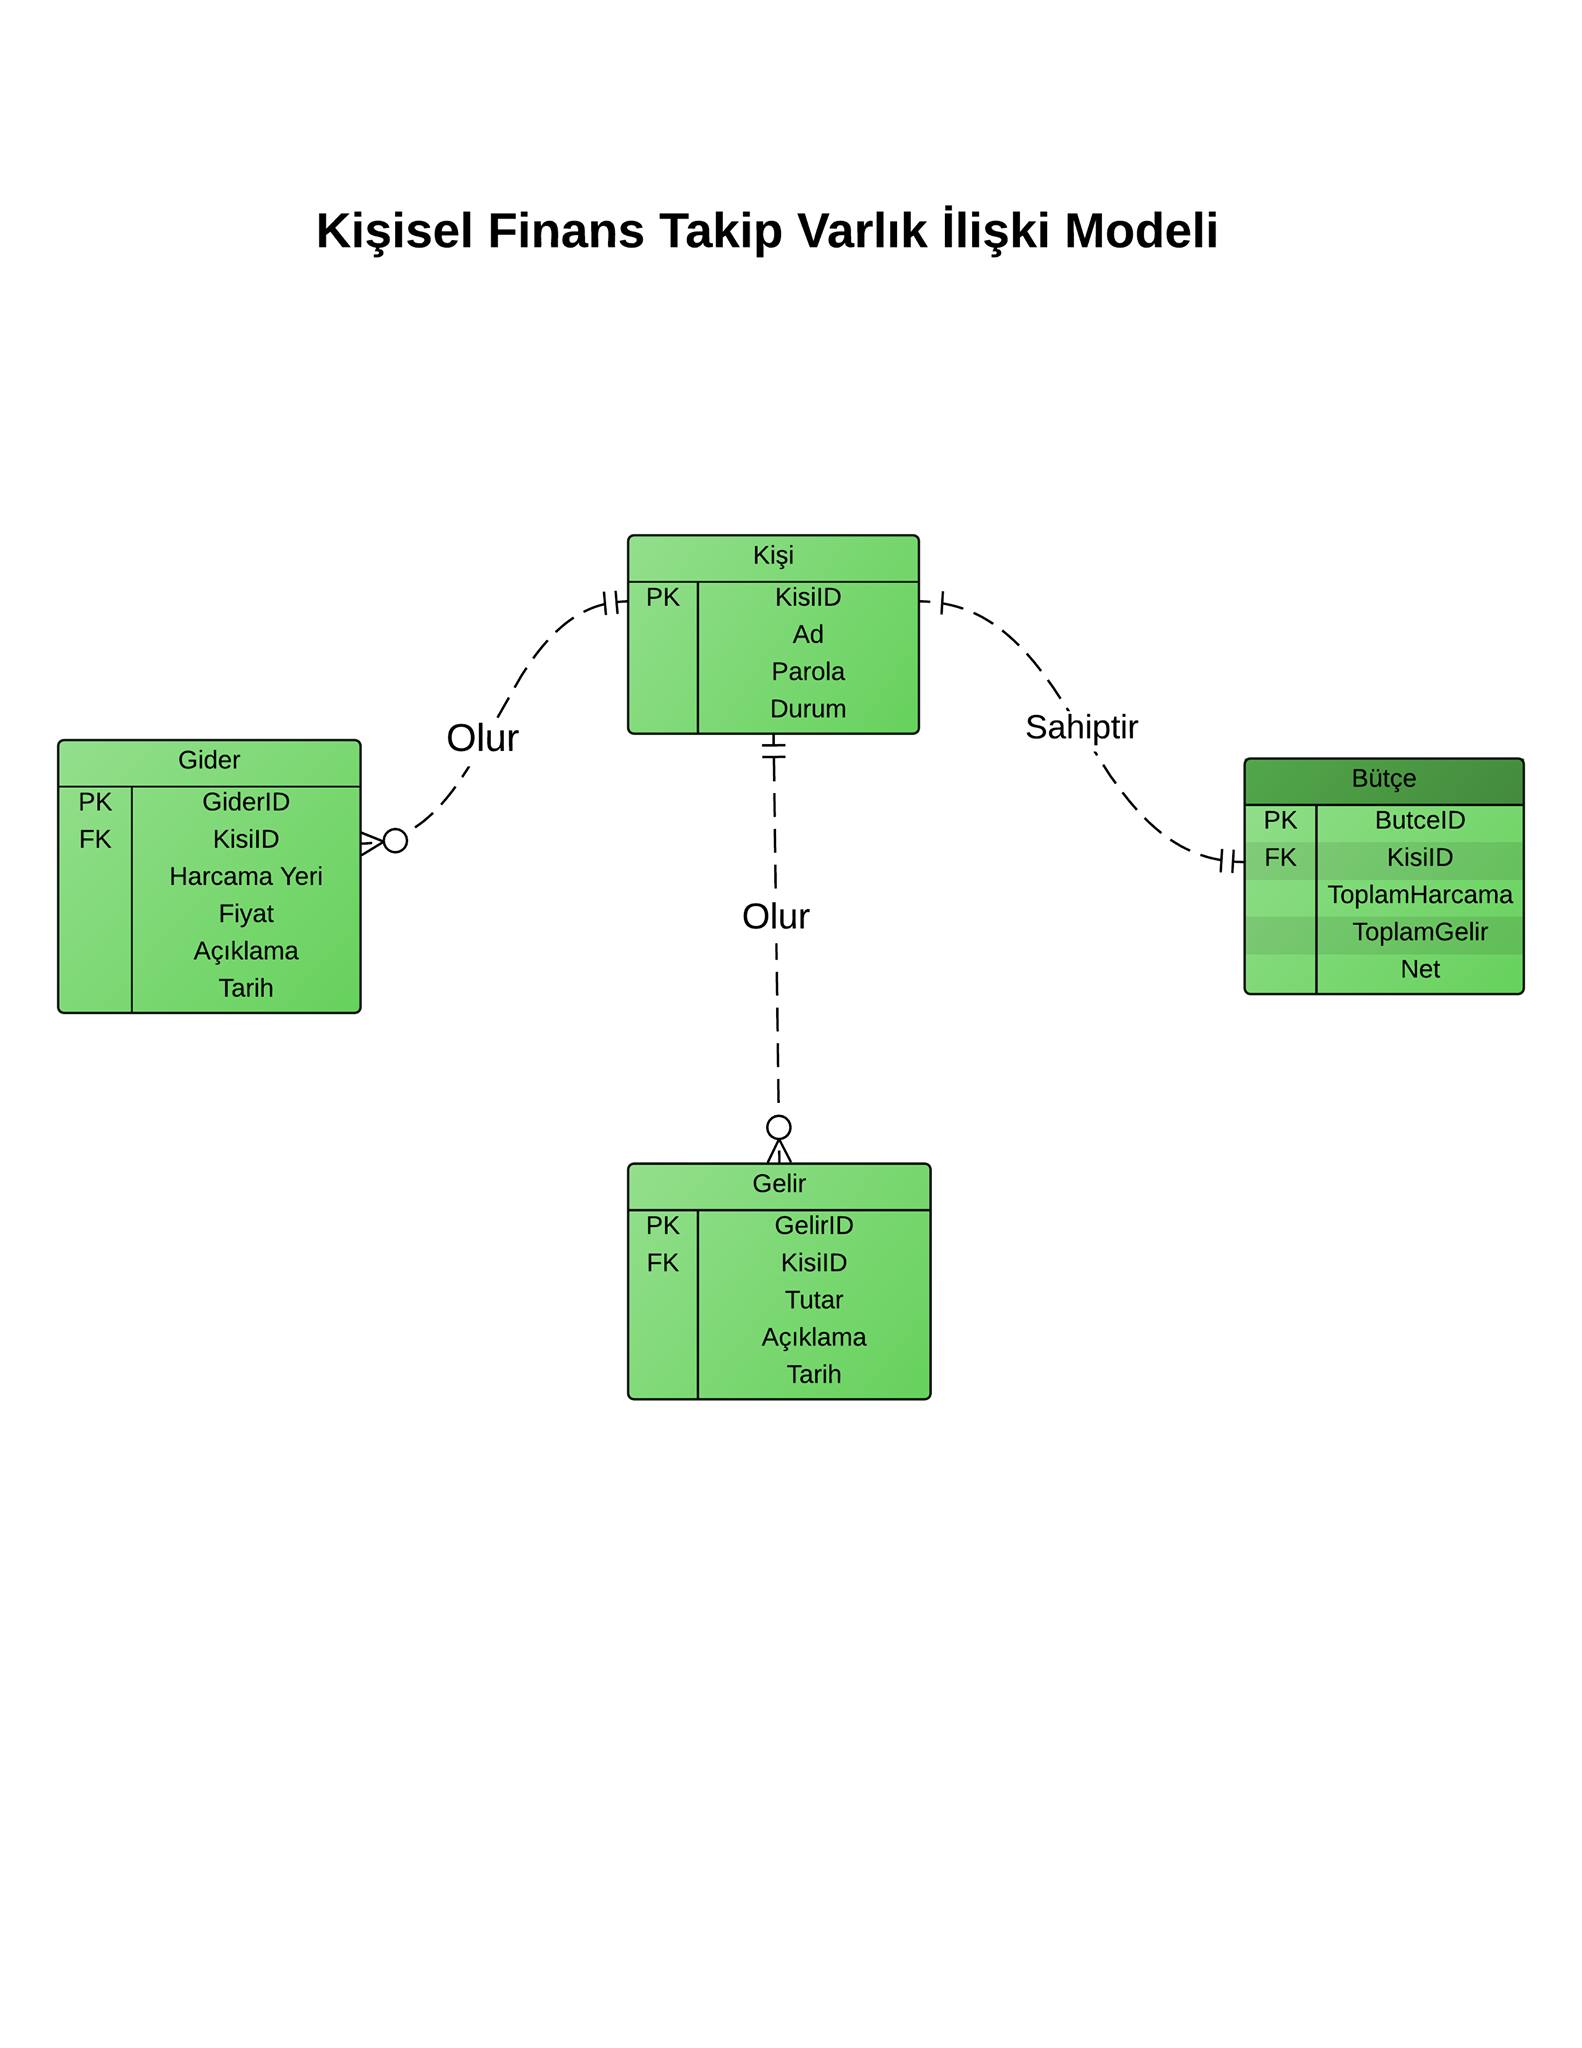 Kişisel Finans Takip Varlık İlişki Modeli
Kişi
PK KisiID
Ad
Parola
Durum
Olur
Sahiptir
Gider
PK GiderID
FK KisiID
Harcama Yeri
Fiyat
Açıklama
Tarih
Bütçe
PK ButceID
FK KisiID
ToplamHarcama
ToplamGelir
Net
Olur
Gelir
PK GelirID
FK KisiID
Tutar
Açıklama
Tarih